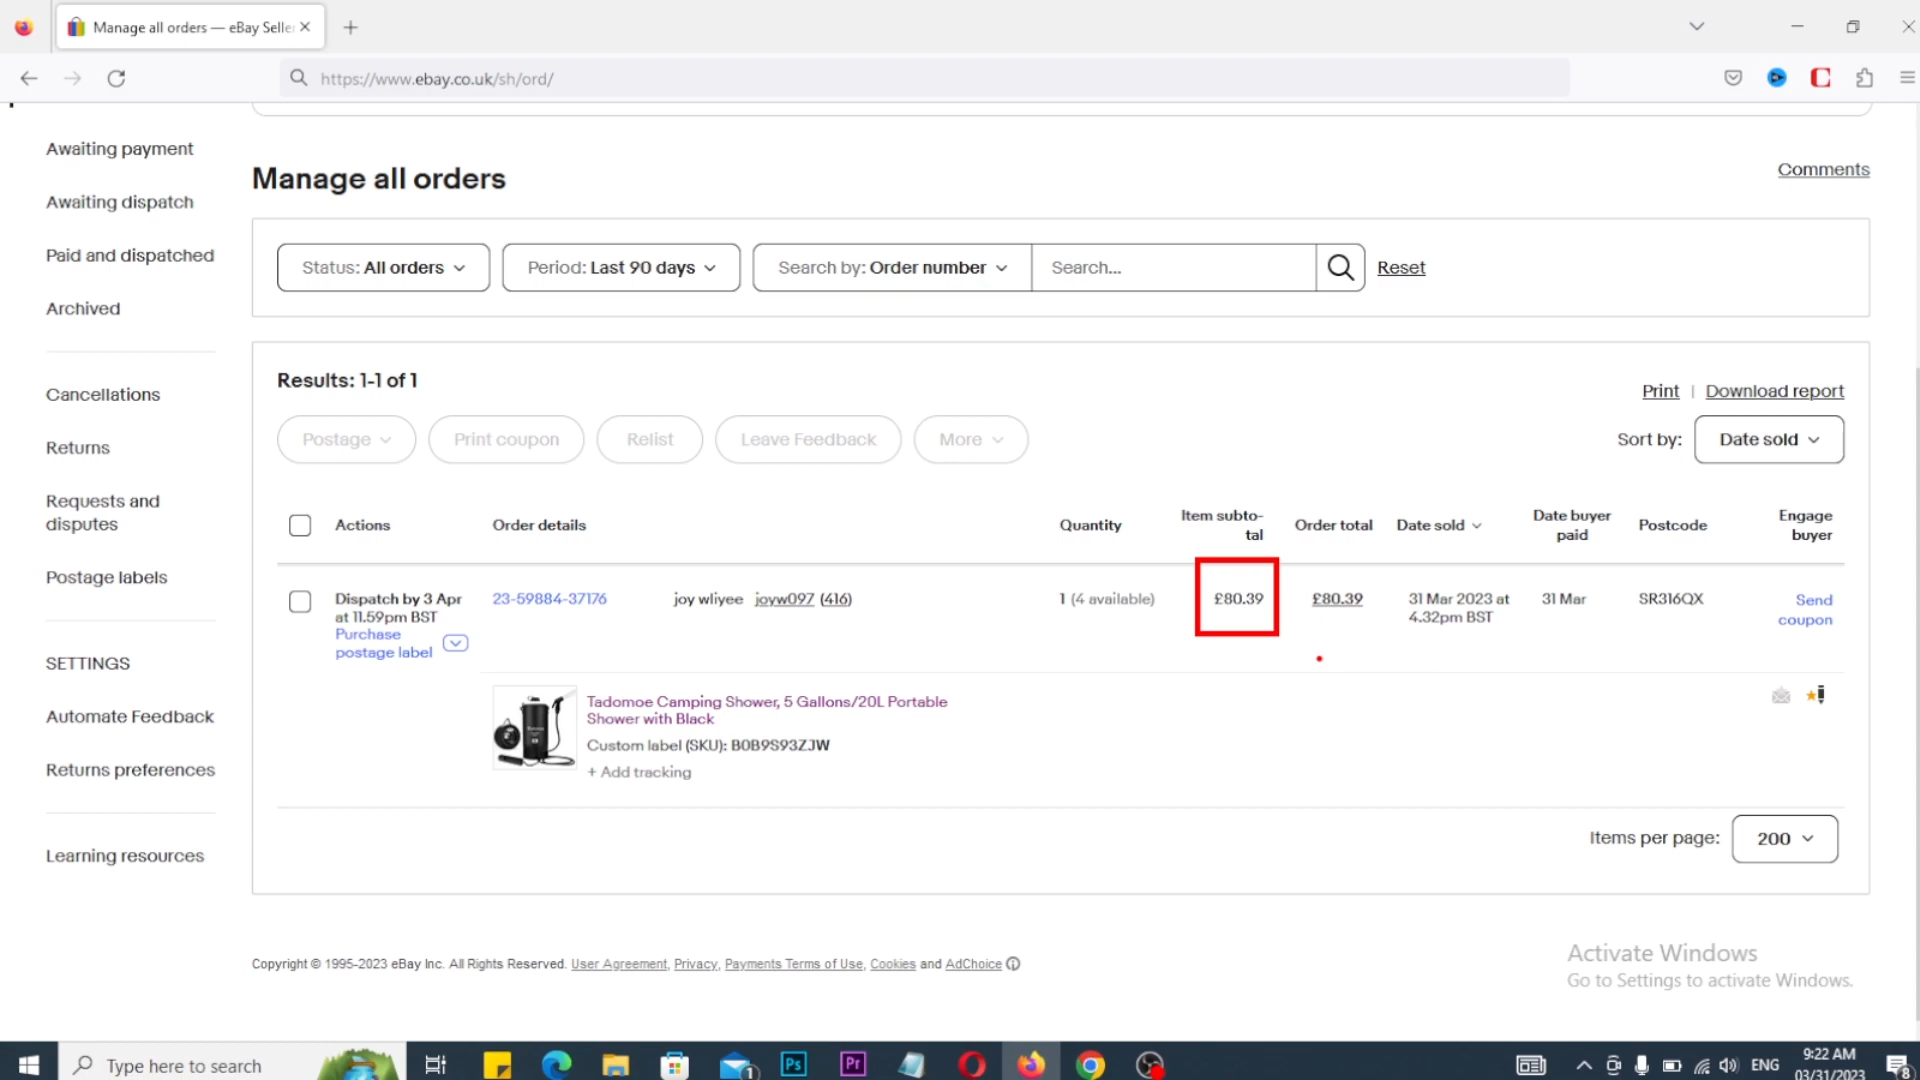 Manage all orders — eBay Selle
https://www.ebay.co.uk/sh/ord/
Awaiting payment
Awaiting dispatch
Paid and dispatched
Archived
Cancellations
Returns
Requests and
disputes
Postage labels
SETTINGS
Automate Feedback
Returns preferences
Learning resources
Manage all orders
Comments
Status: All orders
Period: Last 90 days
Search by: Order number
Search...
Reset
Results: 1-1 of 1
Print | Download report
Postage
Print coupon
Relist
Leave Feedback
More
Sort by: Date sold
Actions
Order details
Quantity
Item subto-
tal
Order total
Date sold
Date buyer
paid
Postcode
Engage
buyer
Dispatch by 3 Apr
at 11.59pm BST
Purchase
postage label
23-59884-37176
joy wliyee joyw097 (416)
1 (4 available)
£80.39
£80.39
31 Mar 2023 at
4.32pm BST
31 Mar
SR316QX
Send
coupon
Tadomoe Camping Shower, 5 Gallons/20L Portable
Shower with Black
Custom label (SKU): B0B9S93ZJW
+ Add tracking
Items per page: 200
Copyright © 1995-2023 eBay Inc. All Rights Reserved. User Agreement, Privacy, Payments Terms of Use, Cookies and AdChoice
Activate Windows
Go to Settings to activate Windows.
Type here to search
1
Ps
Pr
ENG
9:22 AM
03/31/2023
8